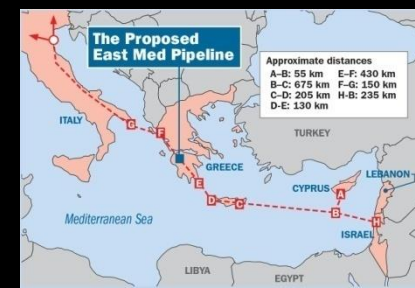 The Proposed
East Med Pipeline
Approximate distances
A–B: 55 km E–F: 430 km
B–C: 675 km F–G: 150 km
C–D: 205 km H-B: 235 km
D-E: 130 km
ITALY
G
F
TURKEY
GREECE
E
D
C
CYPRUS
A
LEBANON
B
H
Mediterranean Sea
ISRAEL
LIBYA
EGYPT